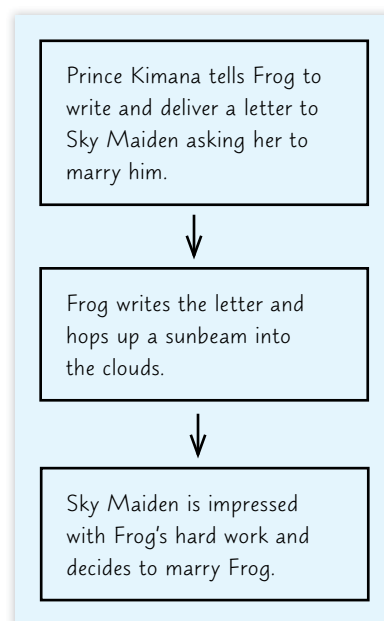 Prince Kimana tells Frog to
write and deliver a letter to
Sky Maiden asking her to
marry him.
Frog writes the letter and
hops up a sunbeam into
the clouds.
Sky Maiden is impressed
with Frog's hard work and
decides to marry Frog.